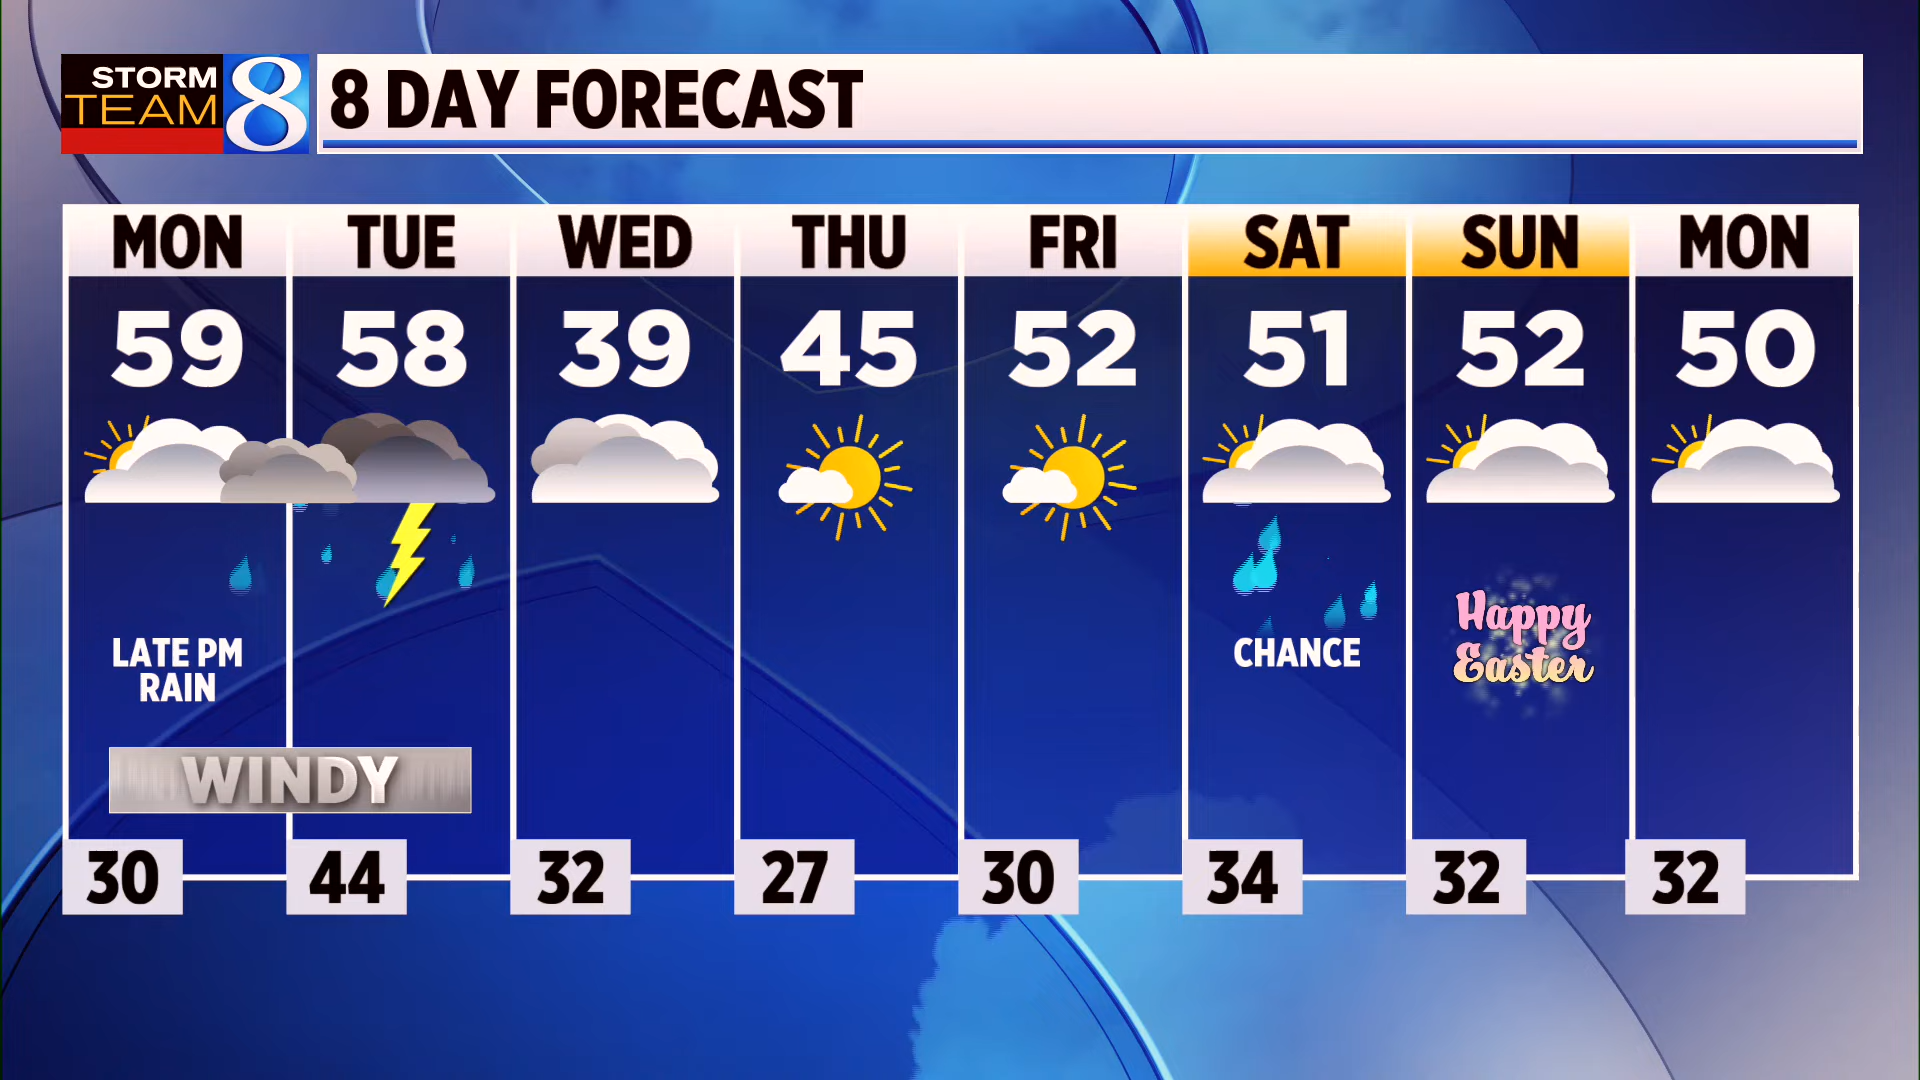 STORM
TEAM
8
8 DAY FORECAST
MON TUE WED THU FRI SAT SUN MON
59 58 39 45 52 51 52 50
LATE PM
RAIN
CHANCE
Happy
Easter
WINDY
30 44 32 27 30 34 32 32